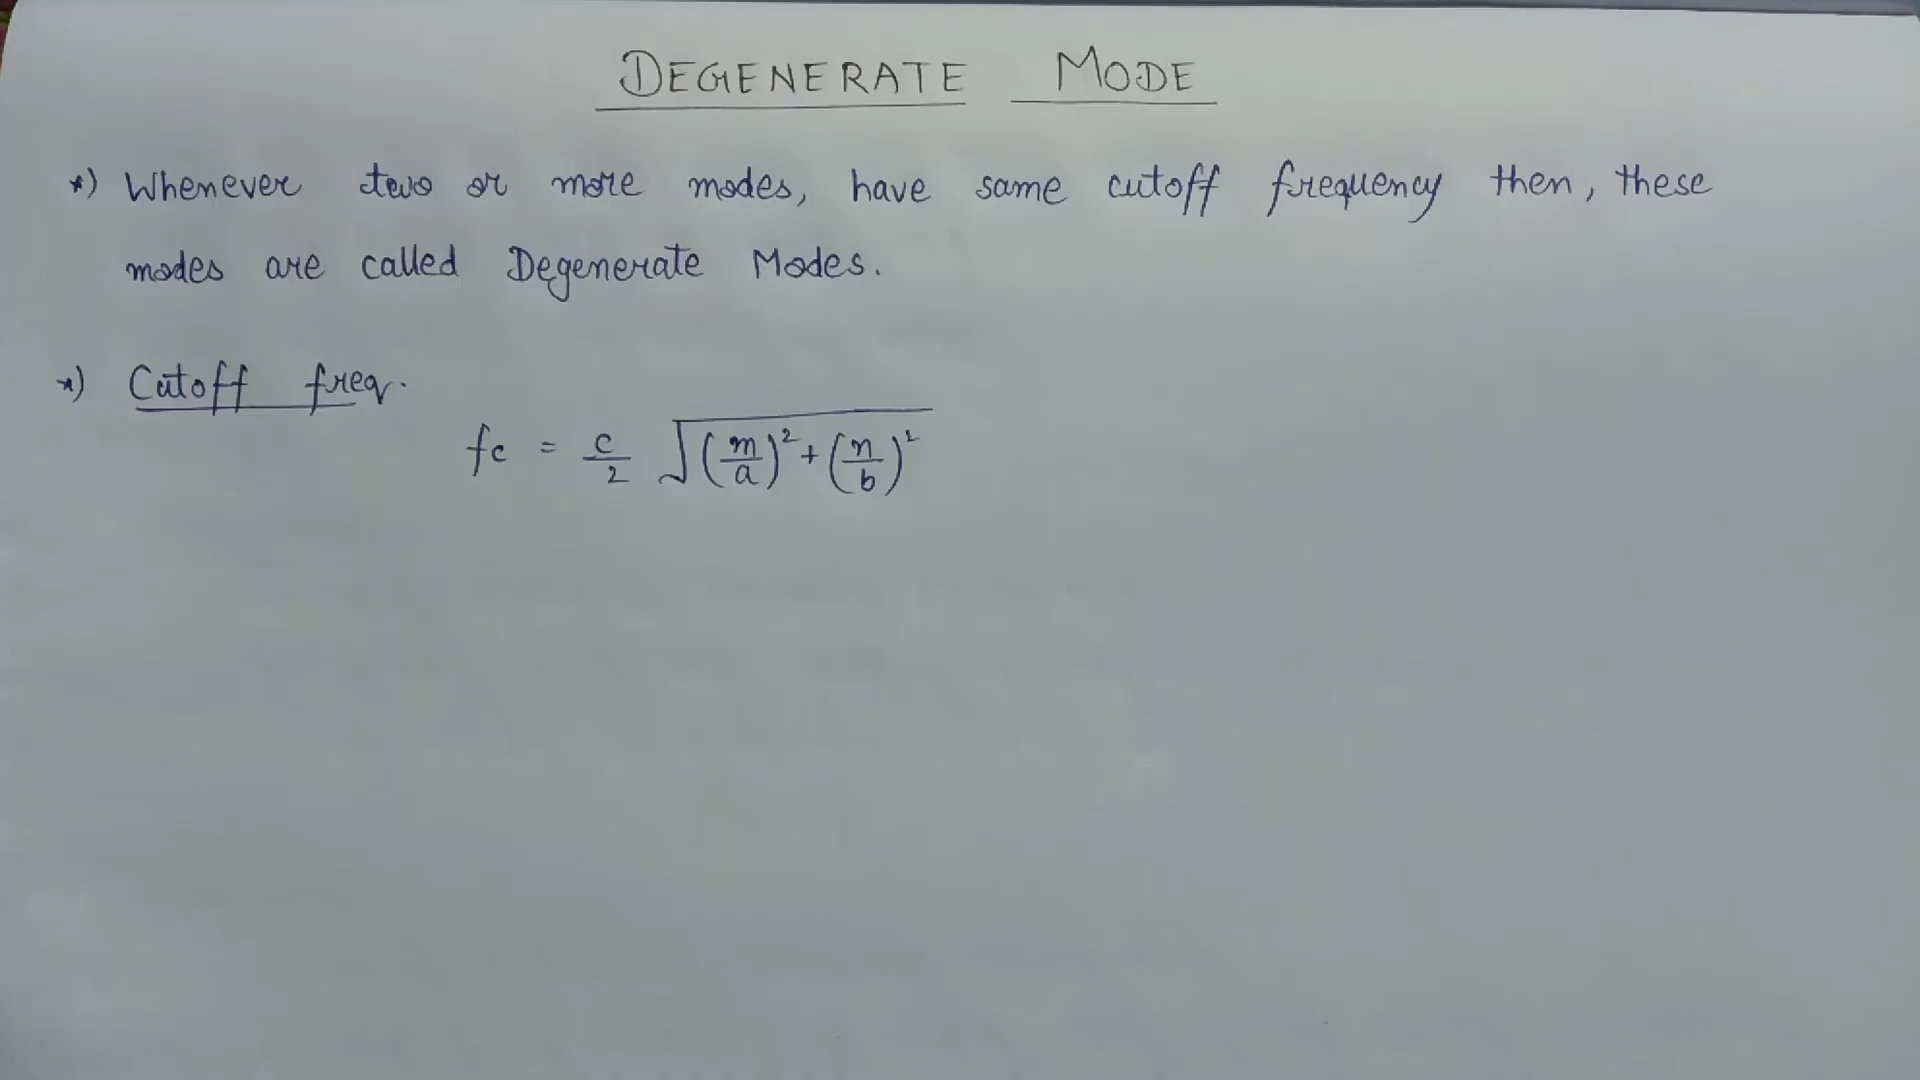 DEGENERATE MODE
*) Whenever two or more modes, have same cutoff frequency then, these
modes are called Degenerate Modes.
*) Cutoff freq.
fc = c/2 √((m/a)² + (n/b)²)